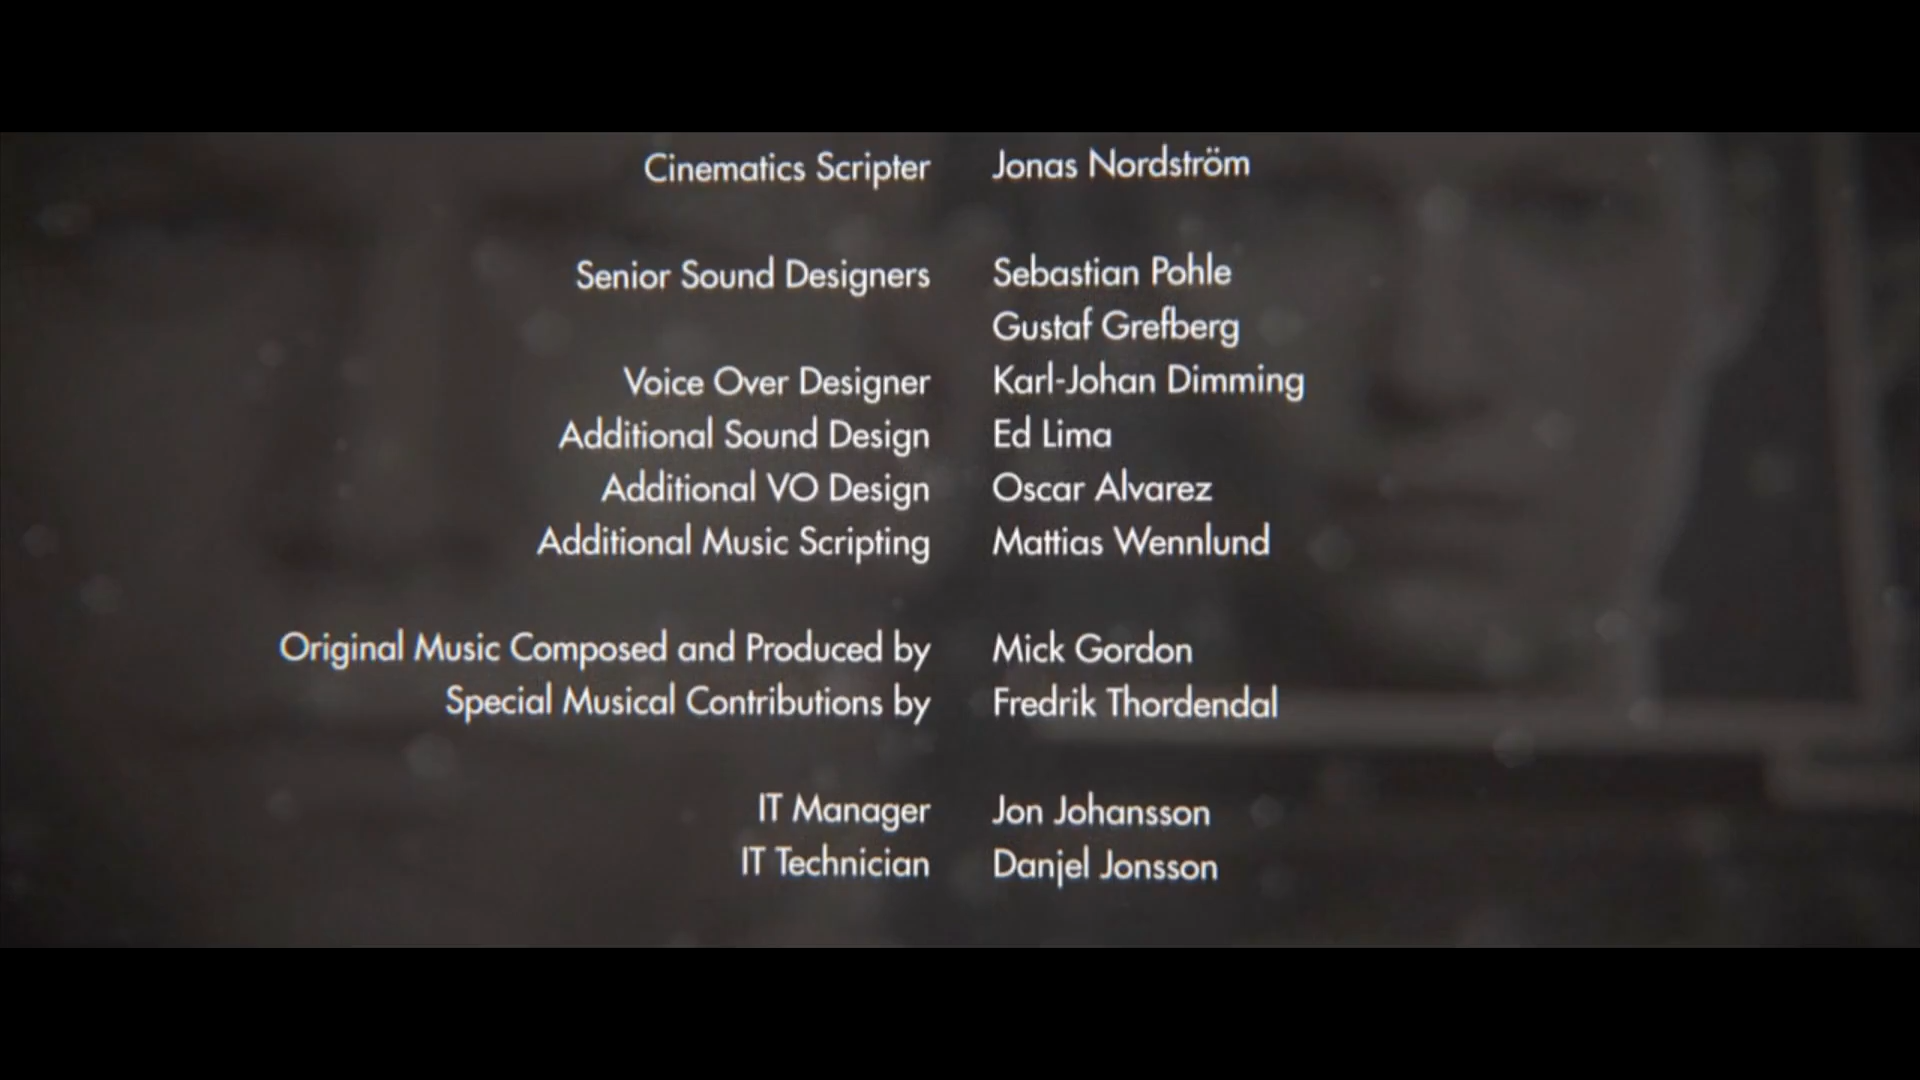 Cinematics Scripter Jonas Nordström
Senior Sound Designers Sebastian Pohle
Gustaf Grefberg
Voice Over Designer Karl-Johan Dimming
Additional Sound Design Ed Lima
Additional VO Design Oscar Alvarez
Additional Music Scripting Mattias Wennlund
Original Music Composed and Produced by Mick Gordon
Special Musical Contributions by Fredrik Thordendal
IT Manager Jon Johansson
IT Technician Danjel Jonsson